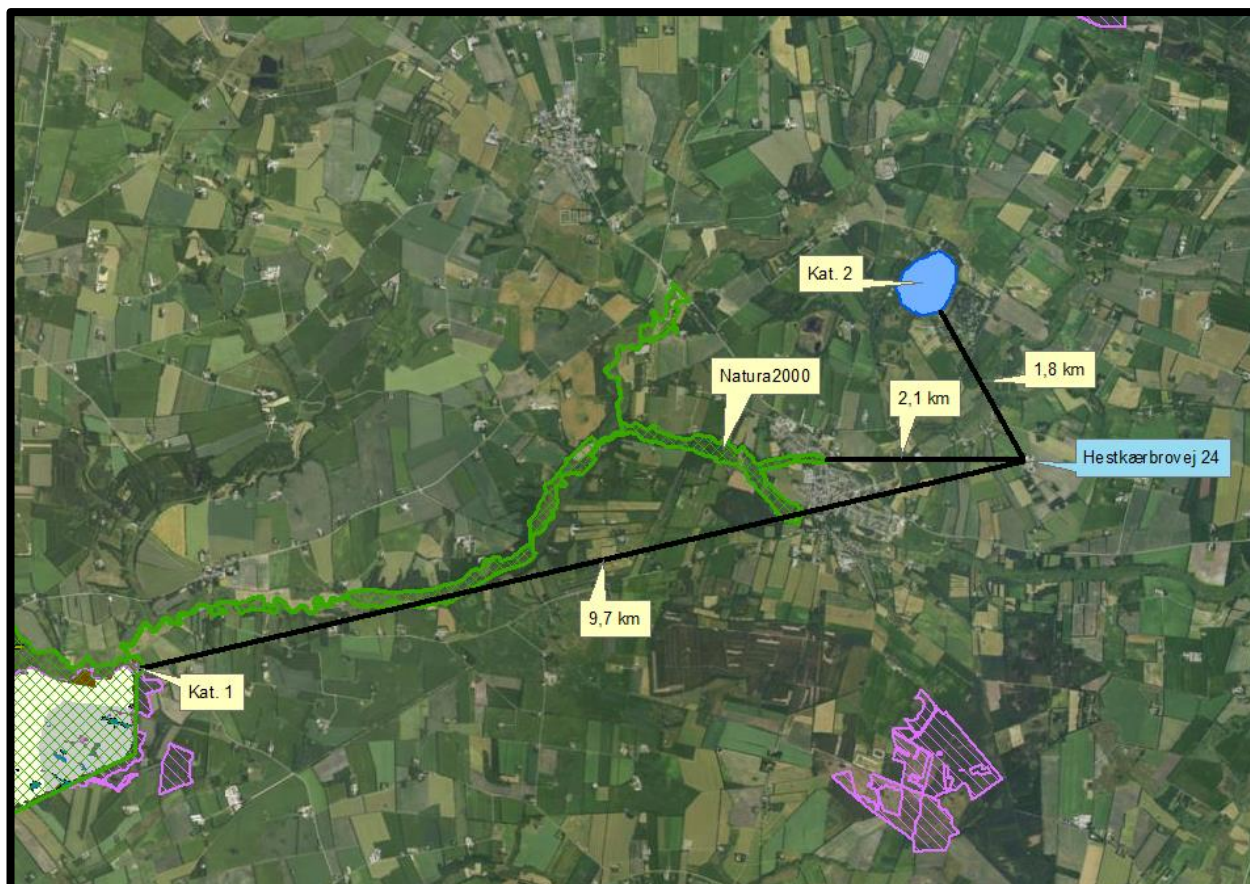 Kat. 2
1,8 km
Natura2000
2,1 km
Hestkærbrovej 24
9,7 km
Kat. 1